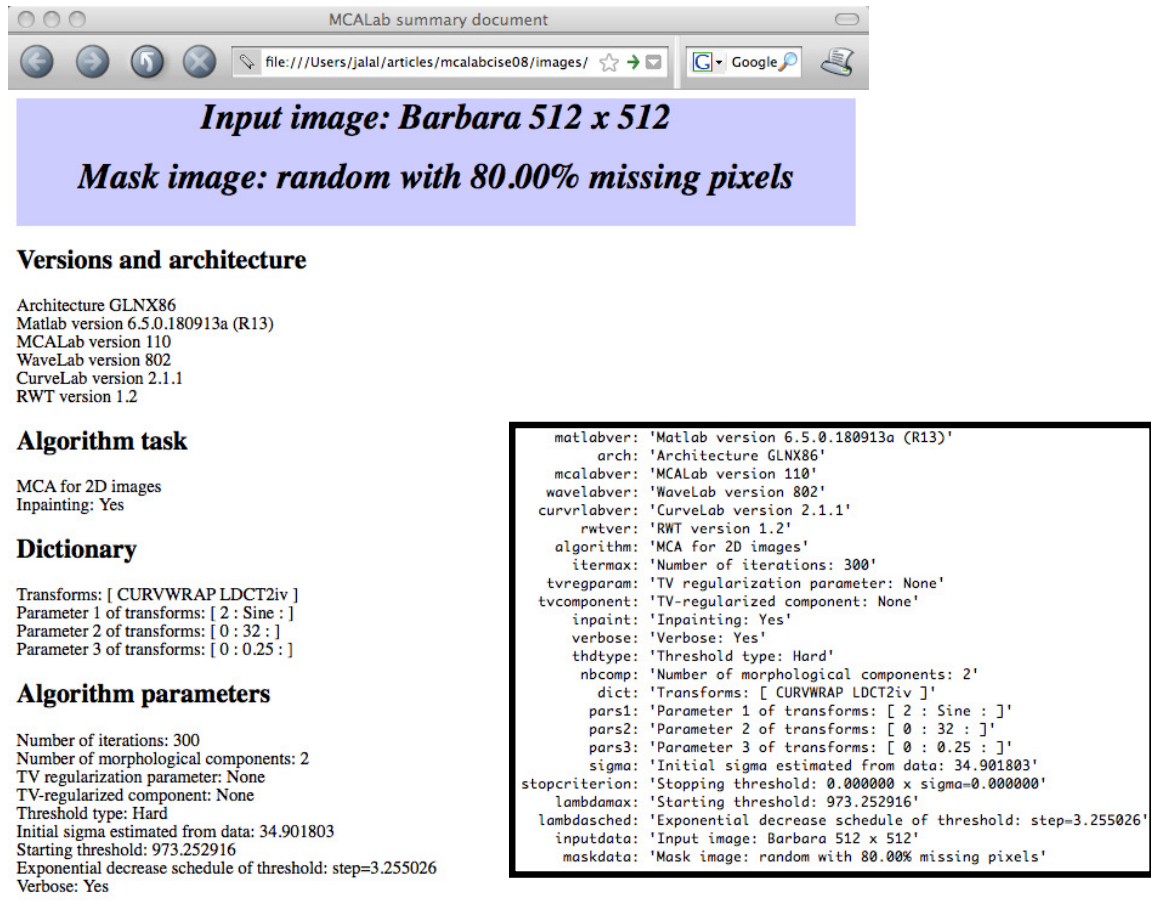 MCALab summary document
file:///Users/jalal/articles/mcalabcise08/images/
G Google
Input image: Barbara 512 x 512
Mask image: random with 80.00% missing pixels
Versions and architecture
Architecture GLNX86
Matlab version 6.5.0.180913a (R13)
MCALab version 110
WaveLab version 802
CurveLab version 2.1.1
RWT version 1.2
Algorithm task
MCA for 2D images
Inpainting: Yes
Dictionary
Transforms: [ CURVWRAP LDCT2iv ]
Parameter 1 of transforms: [ 2 : Sine : ]
Parameter 2 of transforms: [ 0 : 32 : ]
Parameter 3 of transforms: [ 0 : 0.25 : ]
Algorithm parameters
Number of iterations: 300
Number of morphological components: 2
TV regularization parameter: None
TV-regularized component: None
Threshold type: Hard
Initial sigma estimated from data: 34.901803
Starting threshold: 973.252916
Exponential decrease schedule of threshold: step=3.255026
Verbose: Yes
matlabver: 'Matlab version 6.5.0.180913a (R13)'
arch: 'Architecture GLNX86'
mcalabver: 'MCALab version 110'
wavelabver: 'WaveLab version 802'
curvrlabver: 'CurveLab version 2.1.1'
rwtver: 'RWT version 1.2'
algorithm: 'MCA for 2D images'
itermax: 'Number of iterations: 300'
tvregparam: 'TV regularization parameter: None'
tvcomponent: 'TV-regularized component: None'
inpaint: 'Inpainting: Yes'
verbose: 'Verbose: Yes'
thdtype: 'Threshold type: Hard'
nbcomp: 'Number of morphological components: 2'
dict: 'Transforms: [ CURVWRAP LDCT2iv ]'
pars1: 'Parameter 1 of transforms: [ 2 : Sine : ]'
pars2: 'Parameter 2 of transforms: [ 0 : 32 : ]'
pars3: 'Parameter 3 of transforms: [ 0 : 0.25 : ]'
sigma: 'Initial sigma estimated from data: 34.901803'
stopcriterion: 'Stopping threshold: 0.000000 x sigma=0.000000'
lambdamax: 'Starting threshold: 973.252916'
lambdasched: 'Exponential decrease schedule of threshold: step=3.255026'
inputdata: 'Input image: Barbara 512 x 512'
maskdata: 'Mask image: random with 80.00% missing pixels'